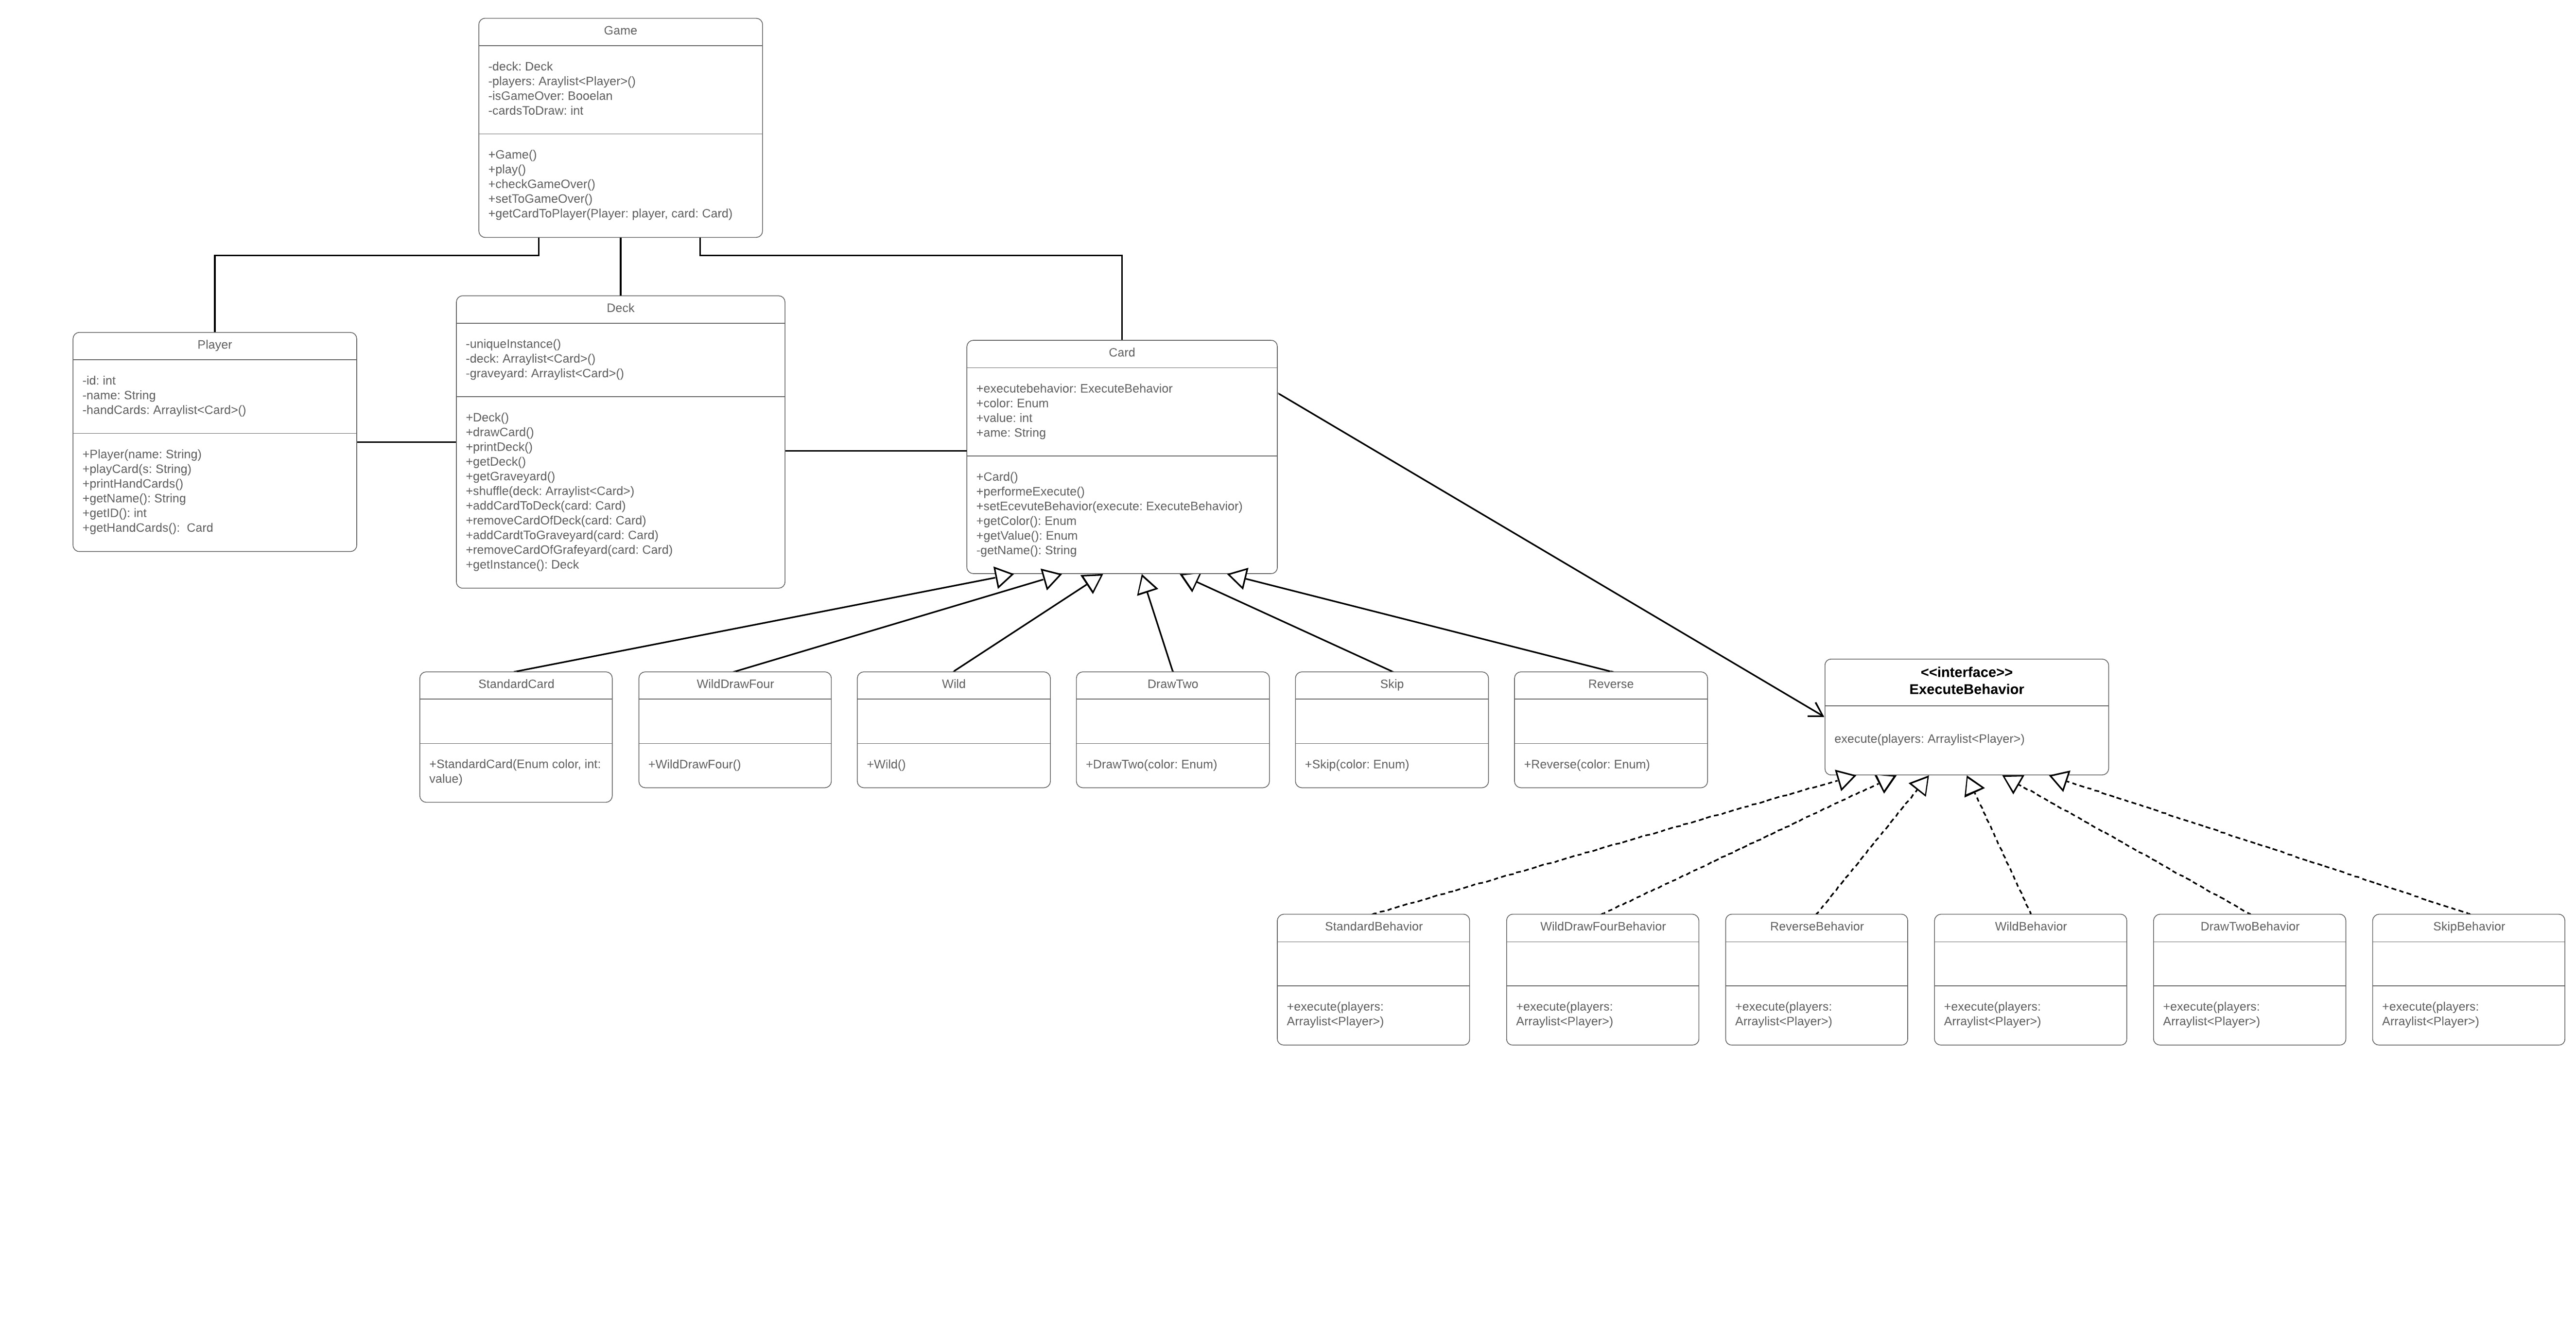 Game
-deck: Deck
-players: Araylist<Player>()
-isGameOver: Booelan
-cardsToDraw: int
+Game()
+play()
+checkGameOver()
+setToGameOver()
+getCardToPlayer(Player: player, card: Card)
Player
-id: int
-name: String
-handCards: Arraylist<Card>()
+Player(name: String)
+playCard(s: String)
+printHandCards()
+getName(): String
+getID(): int
+getHandCards():  Card
Deck
-uniqueInstance()
-deck: Arraylist<Card>()
-graveyard: Arraylist<Card>()
+Deck()
+drawCard()
+printDeck()
+getDeck()
+getGraveyard()
+shuffle(deck: Arraylist<Card>)
+addCardToDeck(card: Card)
+removeCardOfDeck(card: Card)
+addCardtToGraveyard(card: Card)
+removeCardOfGrafeyard(card: Card)
+getInstance(): Deck
Card
+executebehavior: ExecuteBehavior
+color: Enum
+value: int
+ame: String
+Card()
+performeExecute()
+setEcevuteBehavior(execute: ExecuteBehavior)
+getColor(): Enum
+getValue(): Enum
-getName(): String
StandardCard
+StandardCard(Enum color, int:
value)
WildDrawFour
+WildDrawFour()
Wild
+Wild()
DrawTwo
+DrawTwo(color: Enum)
Skip
+Skip(color: Enum)
Reverse
+Reverse(color: Enum)
<<interface>>
ExecuteBehavior
execute(players: Arraylist<Player>)
StandardBehavior
+execute(players:
Arraylist<Player>)
WildDrawFourBehavior
+execute(players:
Arraylist<Player>)
ReverseBehavior
+execute(players:
Arraylist<Player>)
WildBehavior
+execute(players:
Arraylist<Player>)
DrawTwoBehavior
+execute(players:
Arraylist<Player>)
SkipBehavior
+execute(players:
Arraylist<Player>)